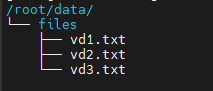 /root/data/
└── files
    ├── vd1.txt
    ├── vd2.txt
    └── vd3.txt